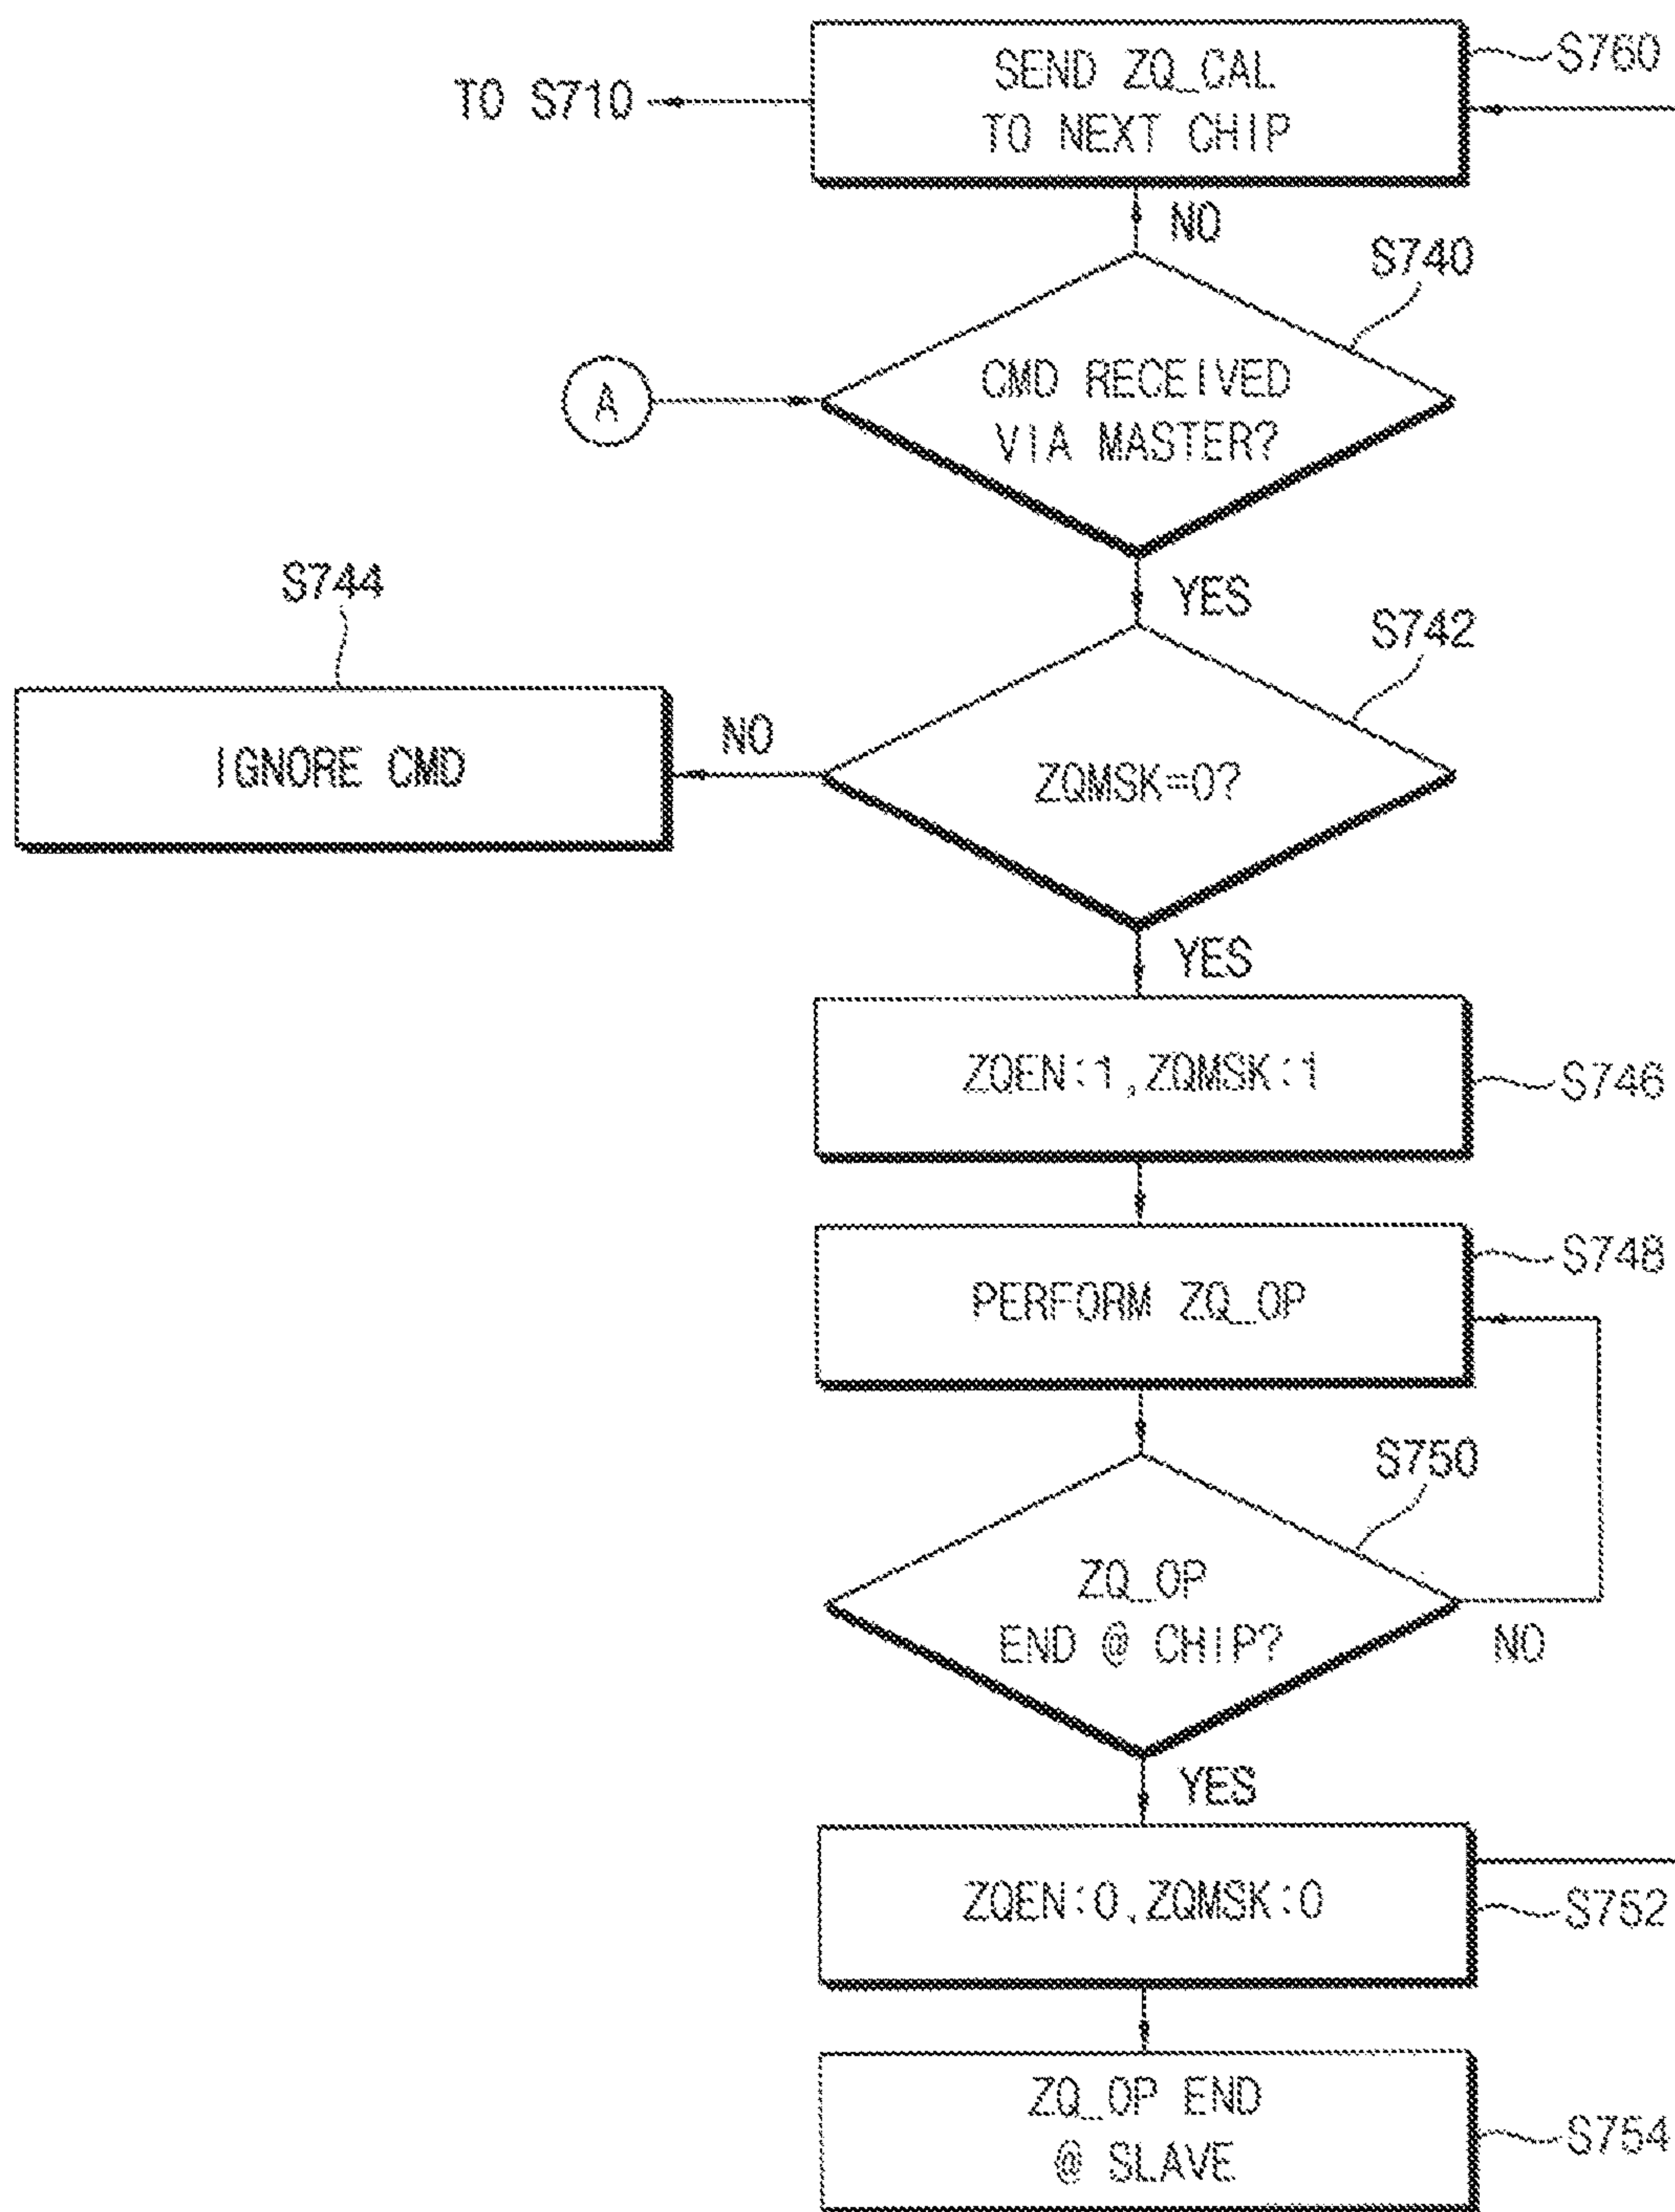 SEND ZQ_CAL
TO NEXT CHIP
S760
TO S710
NO
S740
A
CMD RECEIVED
VIA MASTER?
S744
YES
S742
IGNORE CMD
NO
ZQMSK=0?
YES
ZQEN:1,ZQMSK:1
S746
PERFORM ZQ_OP
S748
S750
ZQ_OP
END @ CHIP?
NO
YES
ZQEN:0,ZQMSK:0
S752
ZQ_OP END
@ SLAVE
S754